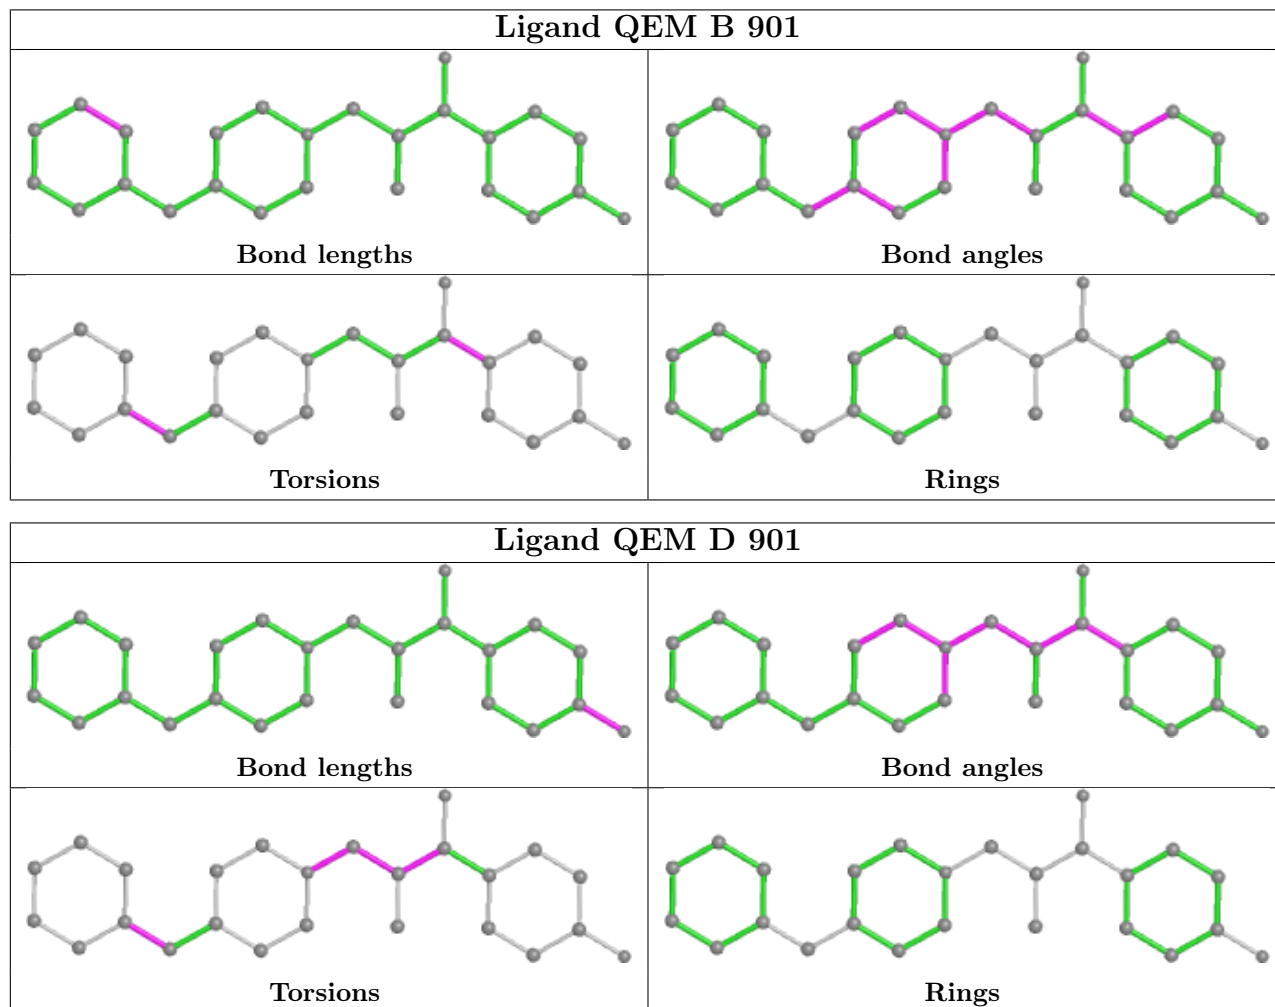 Ligand QEM B 901
Bond lengths
Bond angles
Torsions
Rings
Ligand QEM D 901
Bond lengths
Bond angles
Torsions
Rings